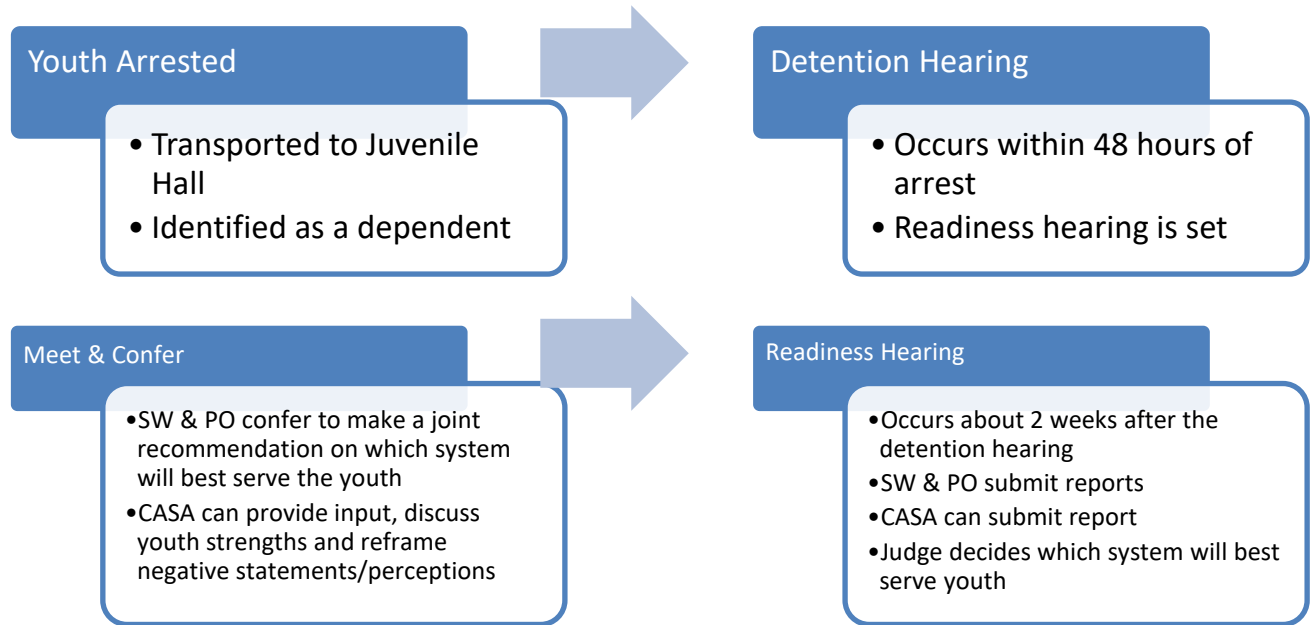 Youth Arrested
• Transported to Juvenile
Hall
• Identified as a dependent
Detention Hearing
• Occurs within 48 hours of
arrest
• Readiness hearing is set
Meet & Confer
•SW & PO confer to make a joint
recommendation on which system
will best serve the youth
•CASA can provide input, discuss
youth strengths and reframe
negative statements/perceptions
Readiness Hearing
•Occurs about 2 weeks after the
detention hearing
•SW & PO submit reports
•CASA can submit report
•Judge decides which system will best
serve youth